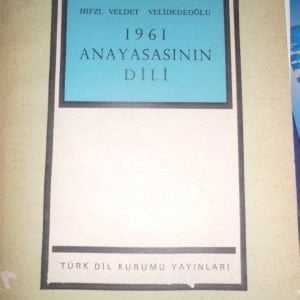 HIFZI VELDET VELİDEDEOĞLU
1961
ANAYASASININ
DİLİ
TÜRK DİL KURUMU YAYINLARI